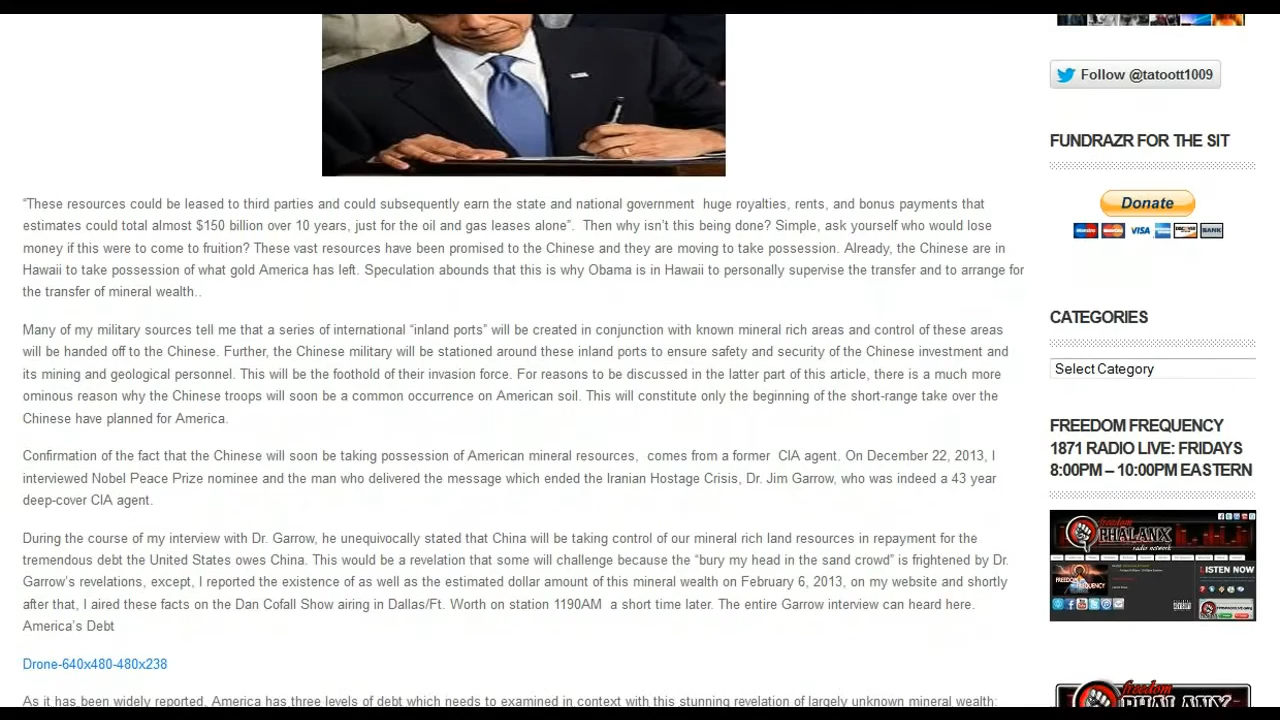 Follow @tatoott1009
FUNDRAZR FOR THE SIT
Donate
VISA
BANK
"These resources could be leased to third parties and could subsequently earn the state and national government  huge royalties, rents, and bonus payments that
estimates could total almost $150 billion over 10 years, just for the oil and gas leases alone".  Then why isn't this being done? Simple, ask yourself who would lose
money if this were to come to fruition? These vast resources have been promised to the Chinese and they are moving to take possession. Already, the Chinese are in
Hawaii to take possession of what gold America has left. Speculation abounds that this is why Obama is in Hawaii to personally supervise the transfer and to arrange for
the transfer of mineral wealth..
Many of my military sources tell me that a series of international "inland ports" will be created in conjunction with known mineral rich areas and control of these areas
will be handed off to the Chinese. Further, the Chinese military will be stationed around these inland ports to ensure safety and security of the Chinese investment and
its mining and geological personnel. This will be the foothold of their invasion force. For reasons to be discussed in the latter part of this article, there is a much more
ominous reason why the Chinese troops will soon be a common occurrence on American soil. This will constitute only the beginning of the short-range take over the
Chinese have planned for America.
Confirmation of the fact that the Chinese will soon be taking possession of American mineral resources,  comes from a former  CIA agent. On December 22, 2013, I
interviewed Nobel Peace Prize nominee and the man who delivered the message which ended the Iranian Hostage Crisis, Dr. Jim Garrow, who was indeed a 43 year
deep-cover CIA agent.
During the course of my interview with Dr. Garrow, he unequivocally stated that China will be taking control of our mineral rich land resources in repayment for the
tremendous debt the United States owes China. This would be a revelation that some will challenge because the "bury my head in the sand crowd" is frightened by Dr.
Garrow's revelations, except, I reported the existence of as well as the estimated dollar amount of this mineral wealth on February 6, 2013, on my website and shortly
after that, I aired these facts on the Dan Cofall Show airing in Dallas/Ft. Worth on station 1190AM  a short time later. The entire Garrow interview can heard here.
America's Debt
Drone-640x480-480x238
As it has been widely reported, America has three levels of debt which needs to examined in context with this stunning revelation of largely unknown mineral wealth:
CATEGORIES
Select Category
FREEDOM FREQUENCY
1871 RADIO LIVE: FRIDAYS
8:00PM – 10:00PM EASTERN
freedom
PHALANX
radio network
LISTEN NOW
freedom
PHALANX